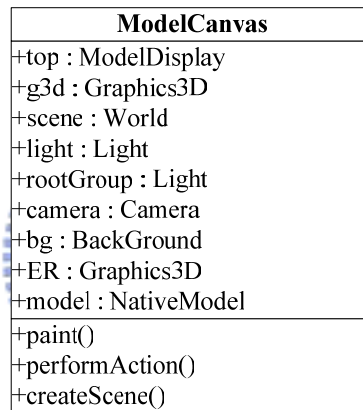 ModelCanvas
+top : ModelDisplay
+g3d : Graphics3D
+scene : World
+light : Light
+rootGroup : Light
+camera : Camera
+bg : BackGround
+ER : Graphics3D
+model : NativeModel
+paint()
+performAction()
+createScene()